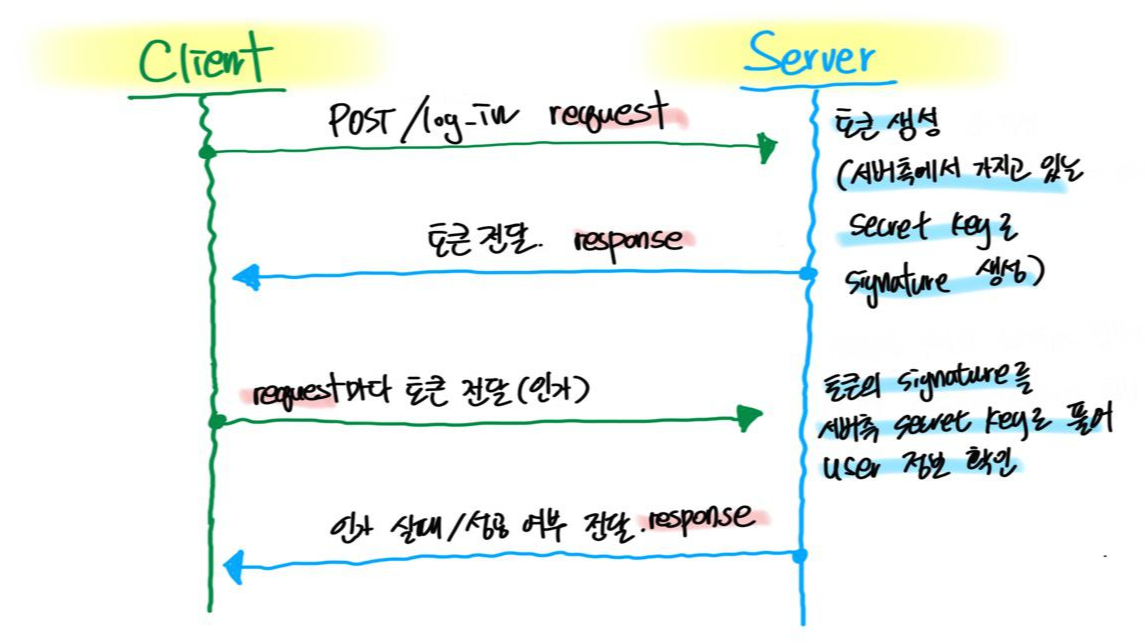 Client
Server
POST /log-in request
토큰 생성
(서버측에서 가지고 있는
secret key로
signature 생성)
토큰 전달. response
request마다 토큰 전달(인가)
토큰의 signature를
서버측 secret key로 풀어
user 정보 확인
인가 실패/성공 여부 전달.response